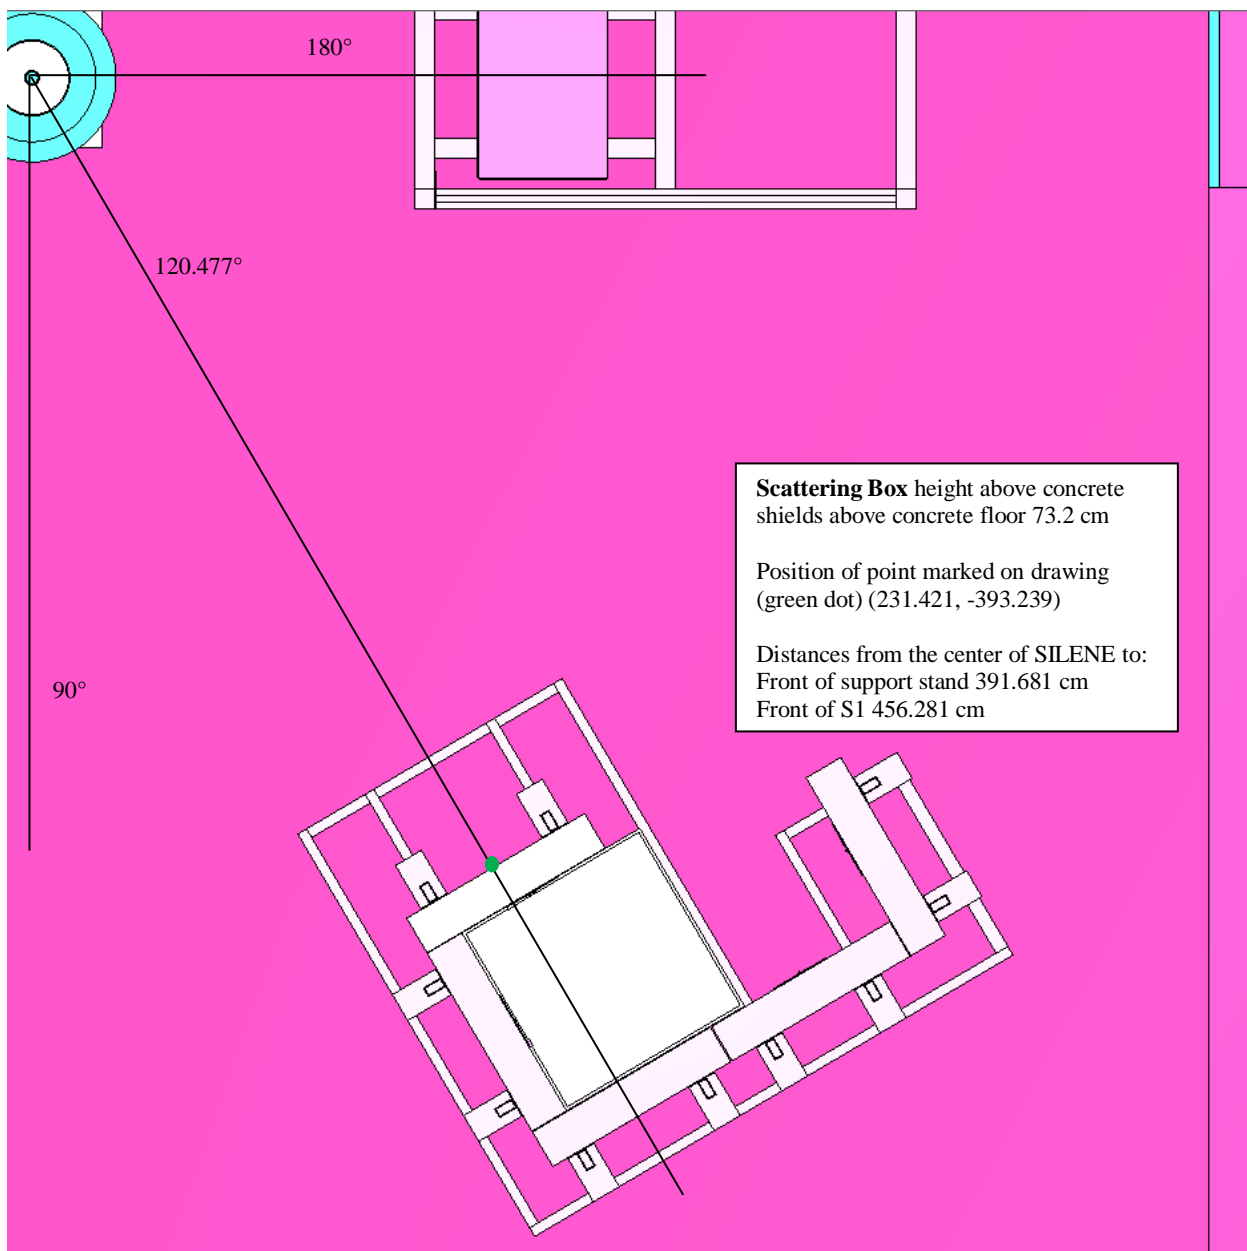 180°
120.477°
Scattering Box height above concrete
shields above concrete floor 73.2 cm
Position of point marked on drawing
(green dot) (231.421, -393.239)
Distances from the center of SILENE to:
Front of support stand 391.681 cm
Front of S1 456.281 cm
90°